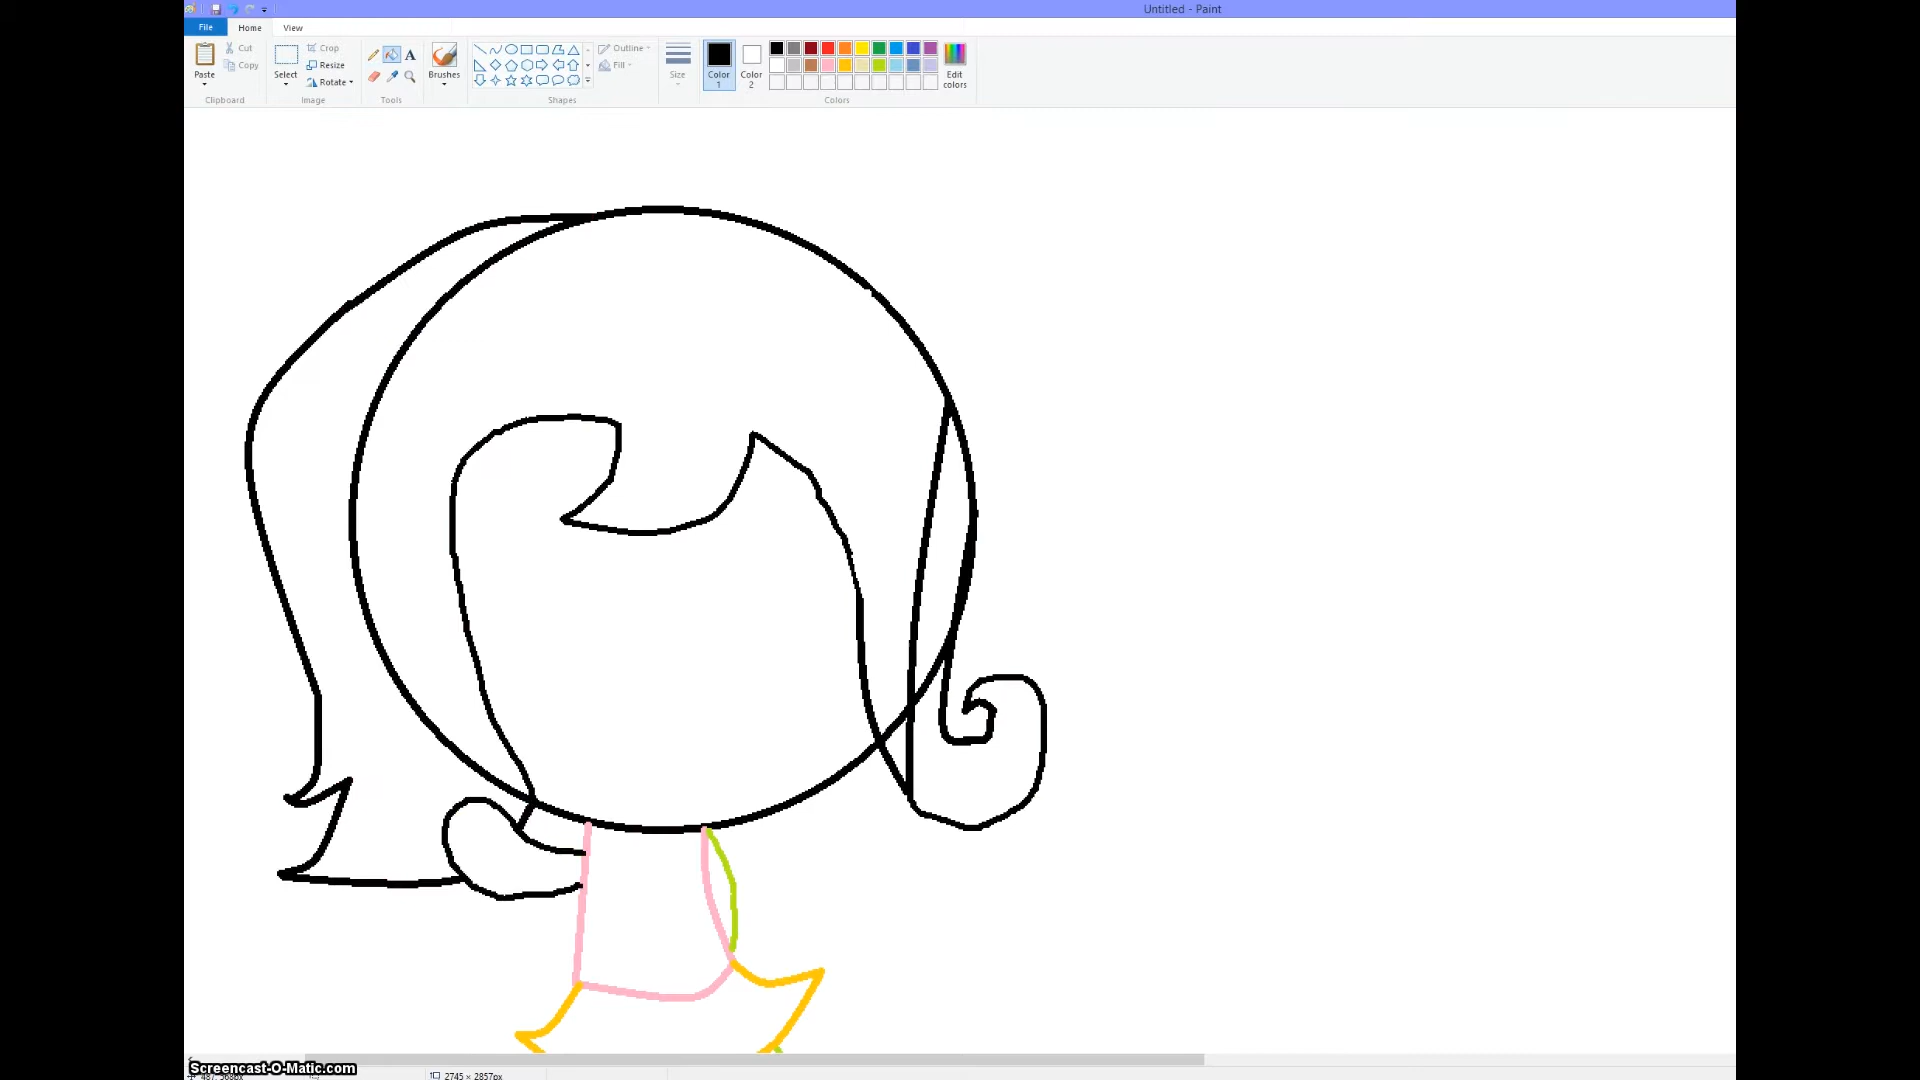 Untitled - Paint
File Home View
Paste
Cut
Copy
Clipboard
Select
Crop
Resize
Rotate
Image
A
Tools
Brushes
Outline
Fill
Shapes
Size
Color 1
Color 2
Edit colors
Colors
Screencast-O-Matic.com
2745 × 2857px